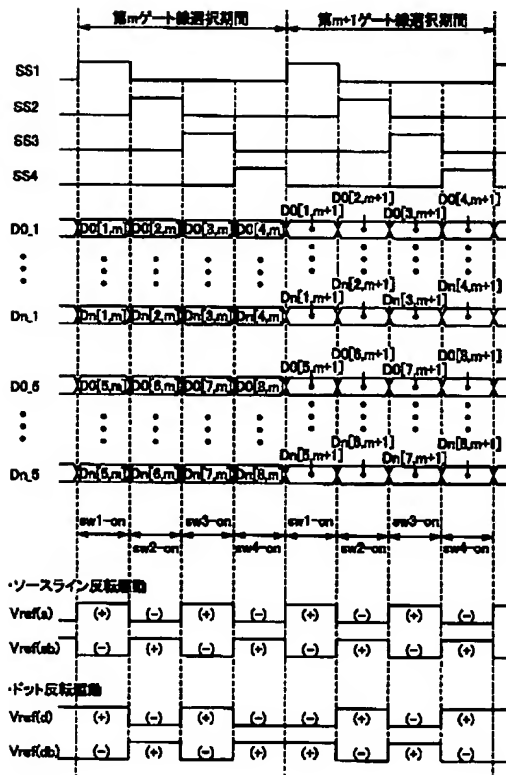 第mゲート線選択期間 第m+1ゲート線選択期間
SS1
SS2
SS3
SS4
D0[2,m+1] D0[4,m+1]
D0[1,m+1] D0[3,m+1]
D0_1 D0[1,m] D0[2,m] D0[3,m] D0[4,m]
Dn[2,m+1] Dn[4,m+1]
Dn[1,m+1] Dn[3,m+1]
Dn_1 Dn[1,m] Dn[2,m] Dn[3,m] Dn[4,m]
D0[6,m+1] D0[8,m+1]
D0[5,m+1] D0[7,m+1]
D0_5 D0[5,m] D0[6,m] D0[7,m] D0[8,m]
Dn[6,m+1] Dn[8,m+1]
Dn[5,m+1] Dn[7,m+1]
Dn_5 Dn[5,m] Dn[6,m] Dn[7,m] Dn[8,m]
sw1-on sw3-on sw1-on sw3-on
sw2-on sw4-on sw2-on sw4-on
・ソースライン反転駆動
Vref(s) (+) (-) (+) (-) (+) (-) (+) (-)
Vref(sb) (-) (+) (-) (+) (-) (+) (-) (+)
・ドット反転駆動
Vref(d) (+) (-) (+) (-) (-) (+) (-) (+)
Vref(db) (-) (+) (-) (+) (+) (-) (+) (-)